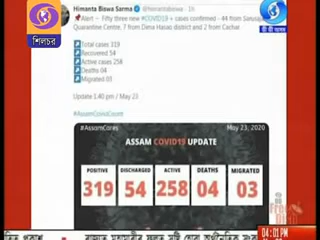 Himanta Biswa Sarma
@himantabiswa · 1h
Alert ~ Fifty three new #COVID19 + cases confirmed - 44 from Sarusajai
Quarantine Centre, 7 from Dima Hasao district and 2 from Cachar
Total cases 319
Recovered 54
Active cases 258
Deaths 04
Migrated 03
Update 1.40 pm / May 23
#AssamCovidCount
#AssamCares
May 23, 2020
ASSAM COVID19 UPDATE
POSITIVE DISCHARGED ACTIVE DEATHS MIGRATED
319 54 258 04 03
শিলচর
04:01 PM